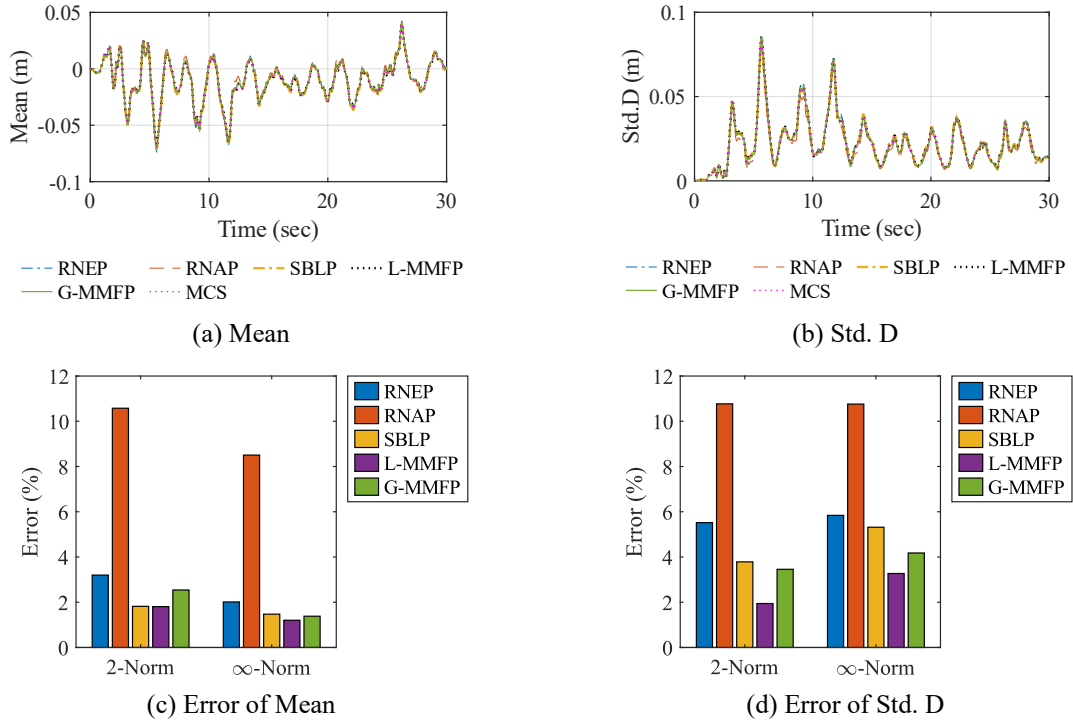 0.05
0
-0.05
-0.1
Mean (m)
0 10 20 30
Time (sec)
RNEP RNAP SBLP L-MMFP
G-MMFP MCS
(a) Mean
0.1
0.05
0
Std.D (m)
0 10 20 30
Time (sec)
RNEP RNAP SBLP L-MMFP
G-MMFP MCS
(b) Std. D
12
10
8
6
4
2
0
Error (%)
2-Norm ∞-Norm
RNEP
RNAP
SBLP
L-MMFP
G-MMFP
(c) Error of Mean
12
10
8
6
4
2
0
Error (%)
2-Norm ∞-Norm
RNEP
RNAP
SBLP
L-MMFP
G-MMFP
(d) Error of Std. D